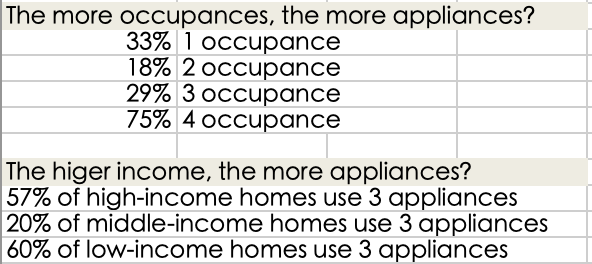 The more occupances, the more appliances?
33% 1 occupance
18% 2 occupance
29% 3 occupance
75% 4 occupance
The higer income, the more appliances?
57% of high-income homes use 3 appliances
20% of middle-income homes use 3 appliances
60% of low-income homes use 3 appliances